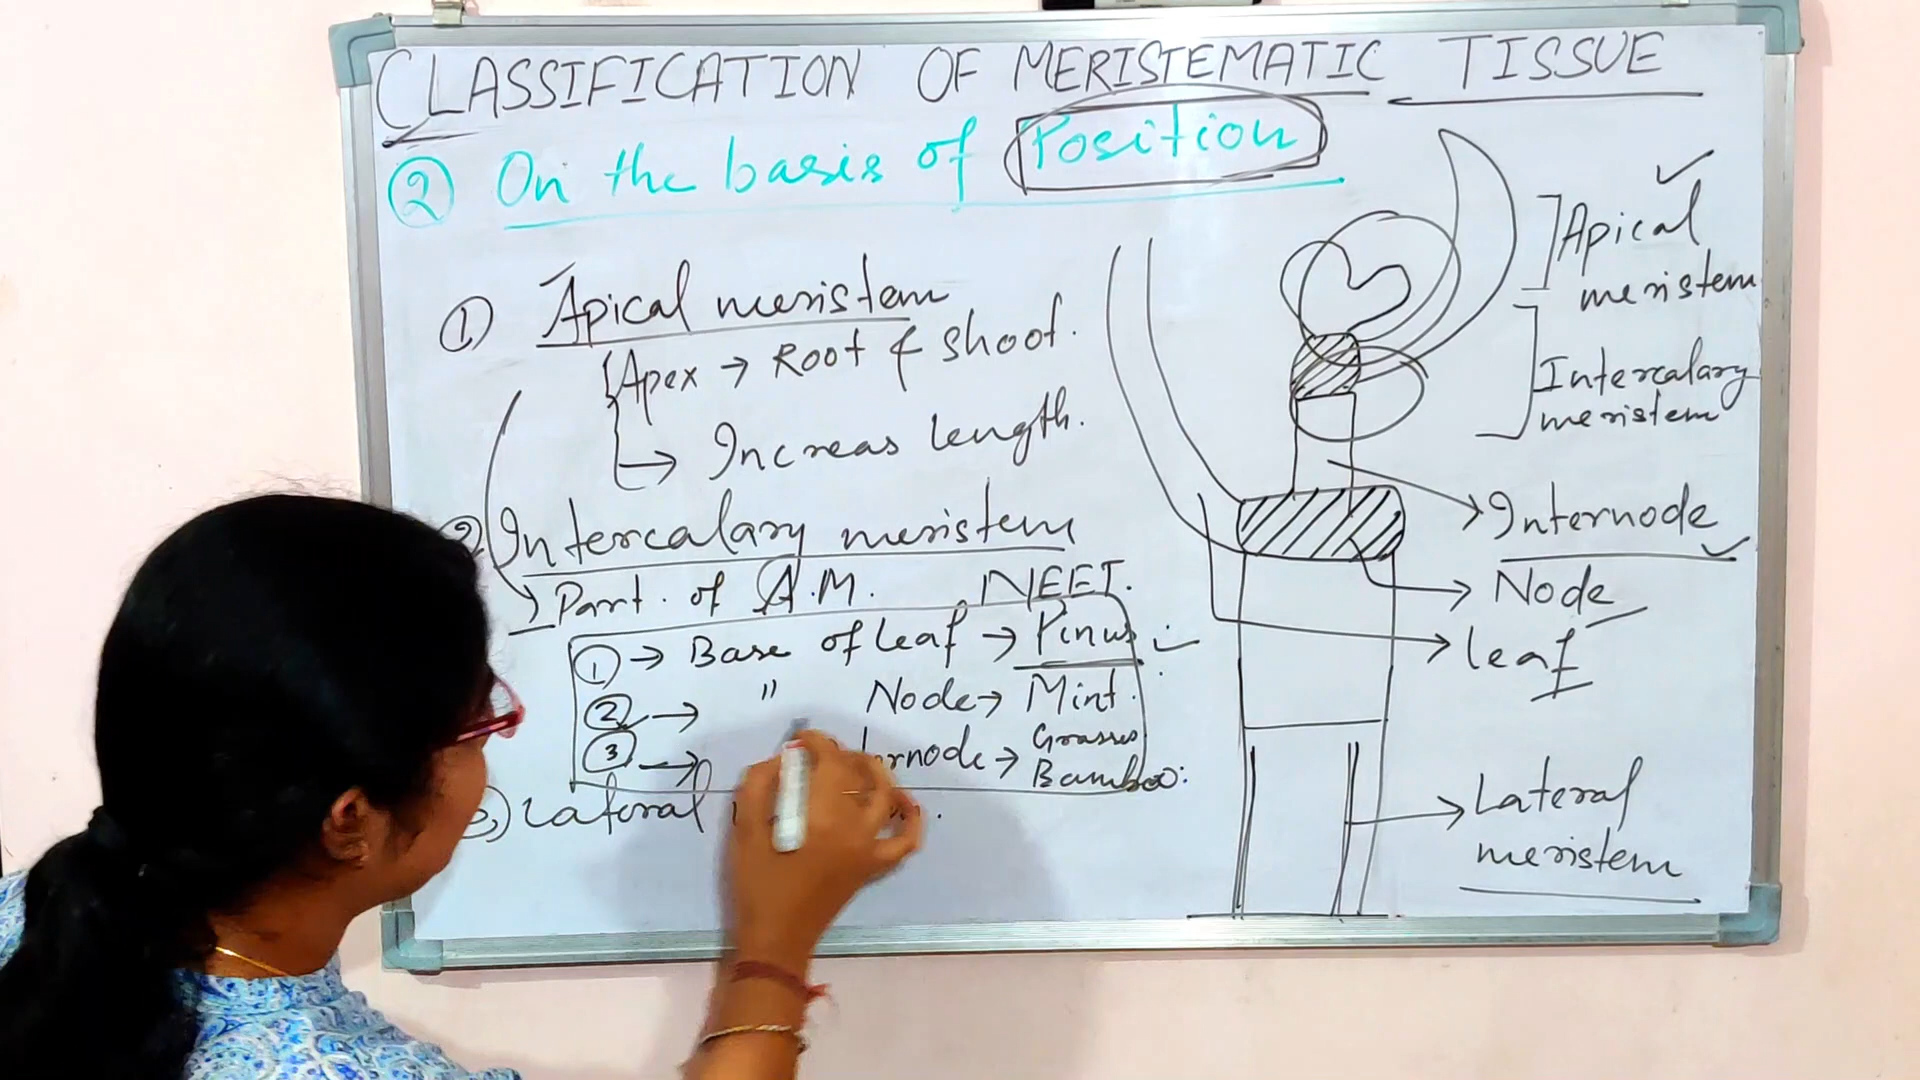 CLASSIFICATION OF MERISTEMATIC TISSUE
② On the basis of Position
① Apical meristem
Apex → Root & shoot.
→ Increas length.
② Intercalary meristem
→ Part of A.M. NEET.
① → Base of leaf → Pinus
② → " Node → Mint.
③ → → Grasses
Bamboo
Lateral
Apical
meristem
Intercalary
meristem
→ Internode
→ Node
→ leaf
→ Lateral
meristem